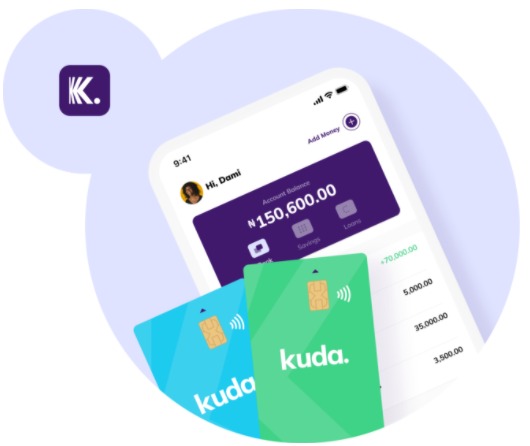 K.
9:41
Add Money
Hi, Dami
Account Balance
₦150,600.00
Savings
Loans
+70,000.00
5,000.00
35,000.00
3,500.00
kuda.
kuda.